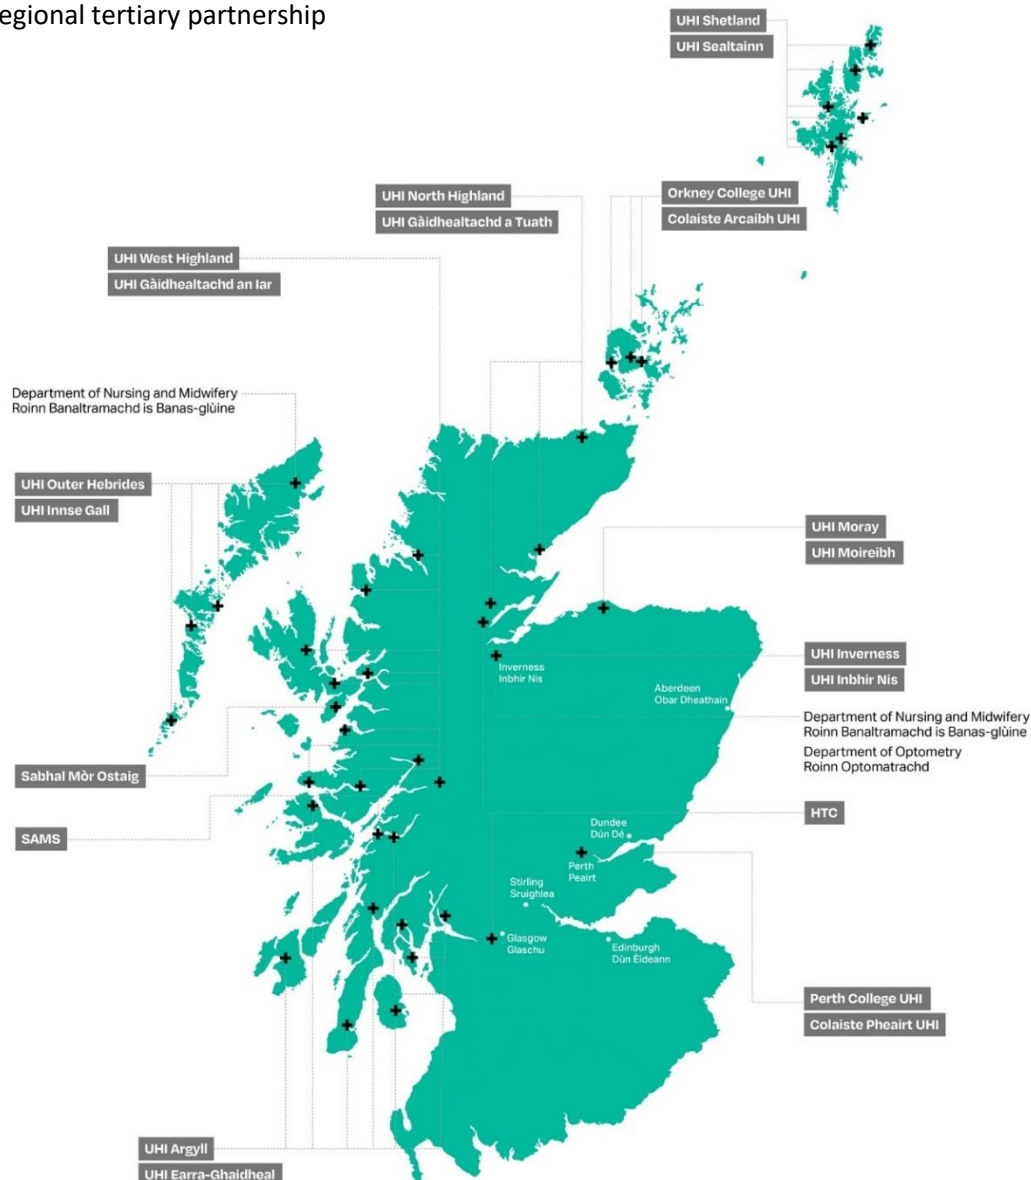 egional tertiary partnership
UHI Shetland
UHI Sealtainn
UHI North Highland
UHI Gàidhealtachd a Tuath
Orkney College UHI
Colaiste Arcaibh UHI
UHI West Highland
UHI Gàidhealtachd an Iar
Department of Nursing and Midwifery
Roinn Banaltramachd is Banas-glùine
UHI Outer Hebrides
UHI Innse Gall
UHI Moray
UHI Moireibh
Inverness
Inbhir Nis
UHI Inverness
UHI Inbhir Nis
Aberdeen
Obar Dheathain
Department of Nursing and Midwifery
Roinn Banaltramachd is Banas-glùine
Department of Optometry
Roinn Optomatrachd
Sabhal Mòr Ostaig
SAMS
HTC
Dundee
Dún Dé
Perth
Peairt
Stirling
Sruighlea
Glasgow
Glaschu
Edinburgh
Dùn Èideann
Perth College UHI
Colaiste Pheairt UHI
UHI Argyll
UHI Earra-Ghaidheal